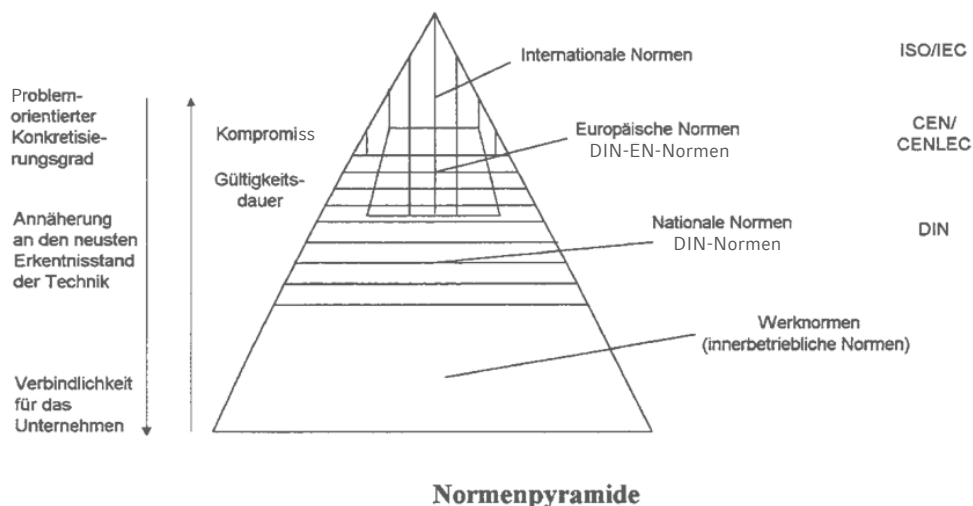 Problem-
orientierter
Konkretisie-
rungsgrad
Annäherung
an den neusten
Erkentnisstand
der Technik
Verbindlichkeit
für das
Unternehmen
Kompromiss
Gültigkeits-
dauer
Internationale Normen
Europäische Normen
DIN-EN-Normen
Nationale Normen
DIN-Normen
Werknormen
(innerbetriebliche Normen)
ISO/IEC
CEN/
CENLEC
DIN
Normenpyramide